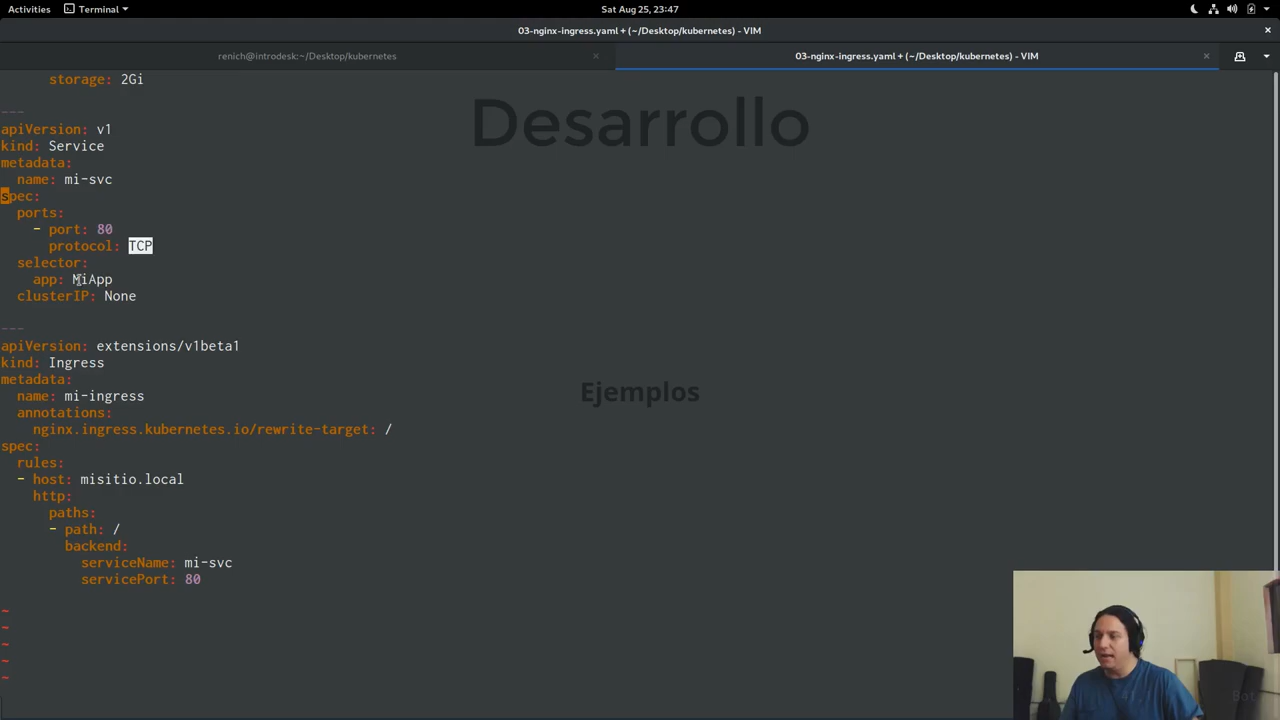 Activities Terminal Sat Aug 25, 23:47
03-nginx-ingress.yaml + (~/Desktop/kubernetes) - VIM
renich@introdesk:~/Desktop/kubernetes × 03-nginx-ingress.yaml + (~/Desktop/kubernetes) - VIM ×
storage: 2Gi
Desarrollo
---
apiVersion: v1
kind: Service
metadata:
name: mi-svc
spec:
ports:
- port: 80
protocol: TCP
selector:
app: MiApp
clusterIP: None
---
apiVersion: extensions/v1beta1
kind: Ingress
metadata:
name: mi-ingress
Ejemplos
annotations:
nginx.ingress.kubernetes.io/rewrite-target: /
spec:
rules:
- host: misitio.local
http:
paths:
- path: /
backend:
serviceName: mi-svc
servicePort: 80
~
~
~
~
~